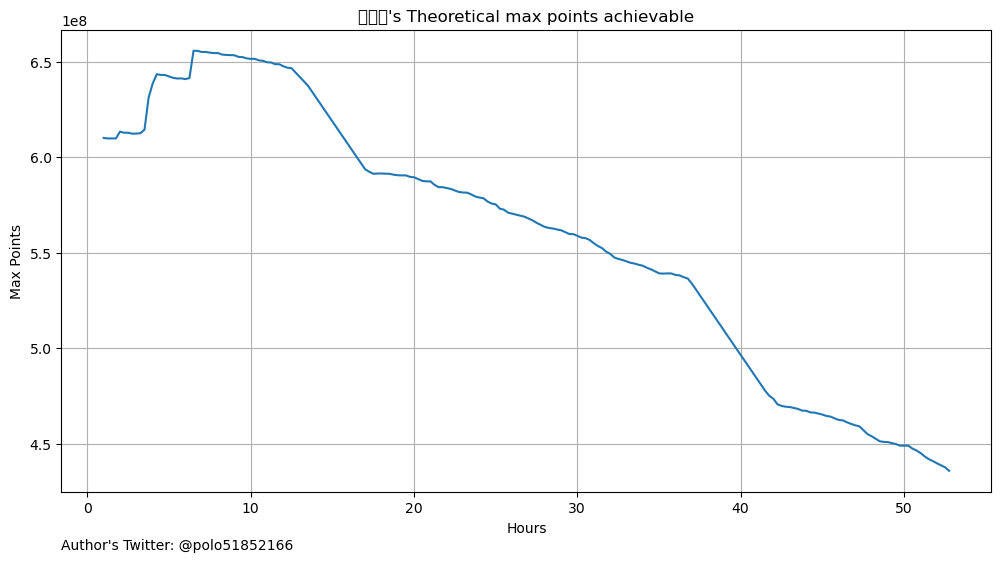 𝗈𝗈𝗈's Theoretical max points achievable
1e8
6.5
6.0
5.5
5.0
4.5
Max Points
0
10
20
30
40
50
Hours
Author's Twitter: @polo51852166